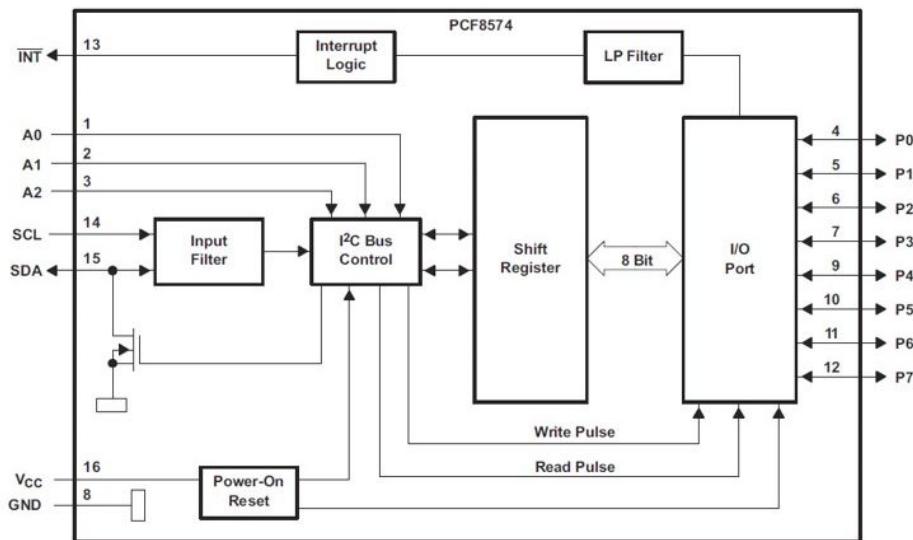 PCF8574
INT
13
Interrupt
Logic
LP Filter
A0
1
A1
2
A2
3
SCL
14
SDA
15
Input
Filter
I²C Bus
Control
Shift
Register
8 Bit
I/O
Port
4
P0
5
P1
6
P2
7
P3
9
P4
10
P5
11
P6
12
P7
Write Pulse
Read Pulse
VCC
16
GND
8
Power-On
Reset